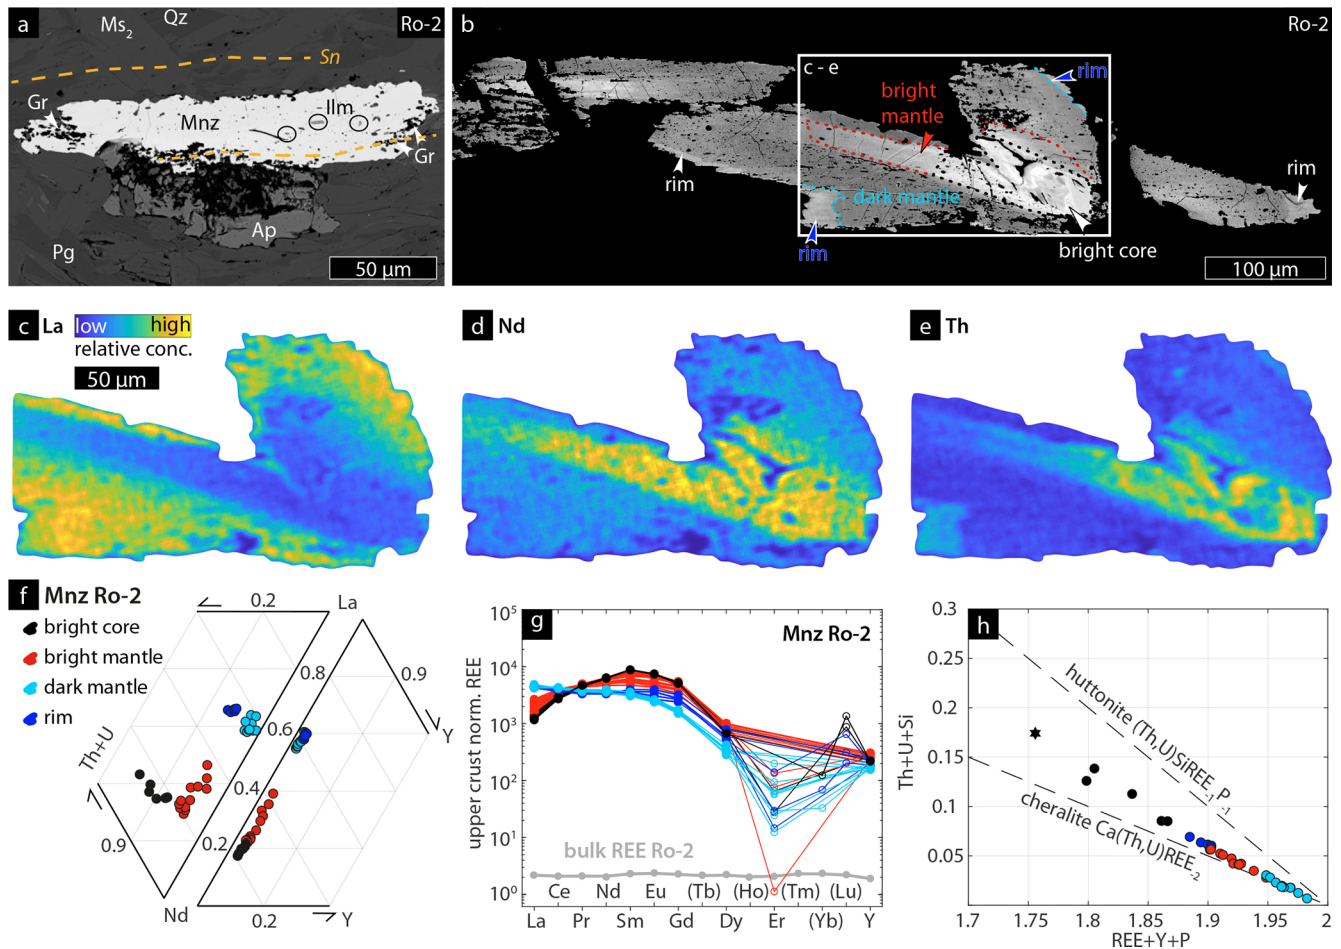 a
Ms2
Qz
Ro-2
Sn
Gr
Ilm
Mnz
Gr
Ap
Pg
50 µm
b
Ro-2
c - e
rim
bright
mantle
rim
rim
dark mantle
rim
bright core
100 µm
c La
low high
relative conc.
50 µm
d Nd
e Th
f Mnz Ro-2
bright core
bright mantle
dark mantle
rim
0.2
La
0.8
0.9
Y
0.6
Th+U
0.4
0.2
0.9
Nd
0.2
Y
g
Mnz Ro-2
upper crust norm. REE
10^5
10^4
10^3
10^2
10^1
10^0
bulk REE Ro-2
Ce Nd Eu (Tb) (Ho) (Tm) (Lu)
La Pr Sm Gd Dy Er (Yb) Y
h
Th+U+Si
0.3
0.25
0.2
0.15
0.1
0.05
huttonite (Th,U)SiREE-1P-1
cheralite Ca(Th,U)REE-2
1.7 1.75 1.8 1.85 1.9 1.95 2
REE+Y+P